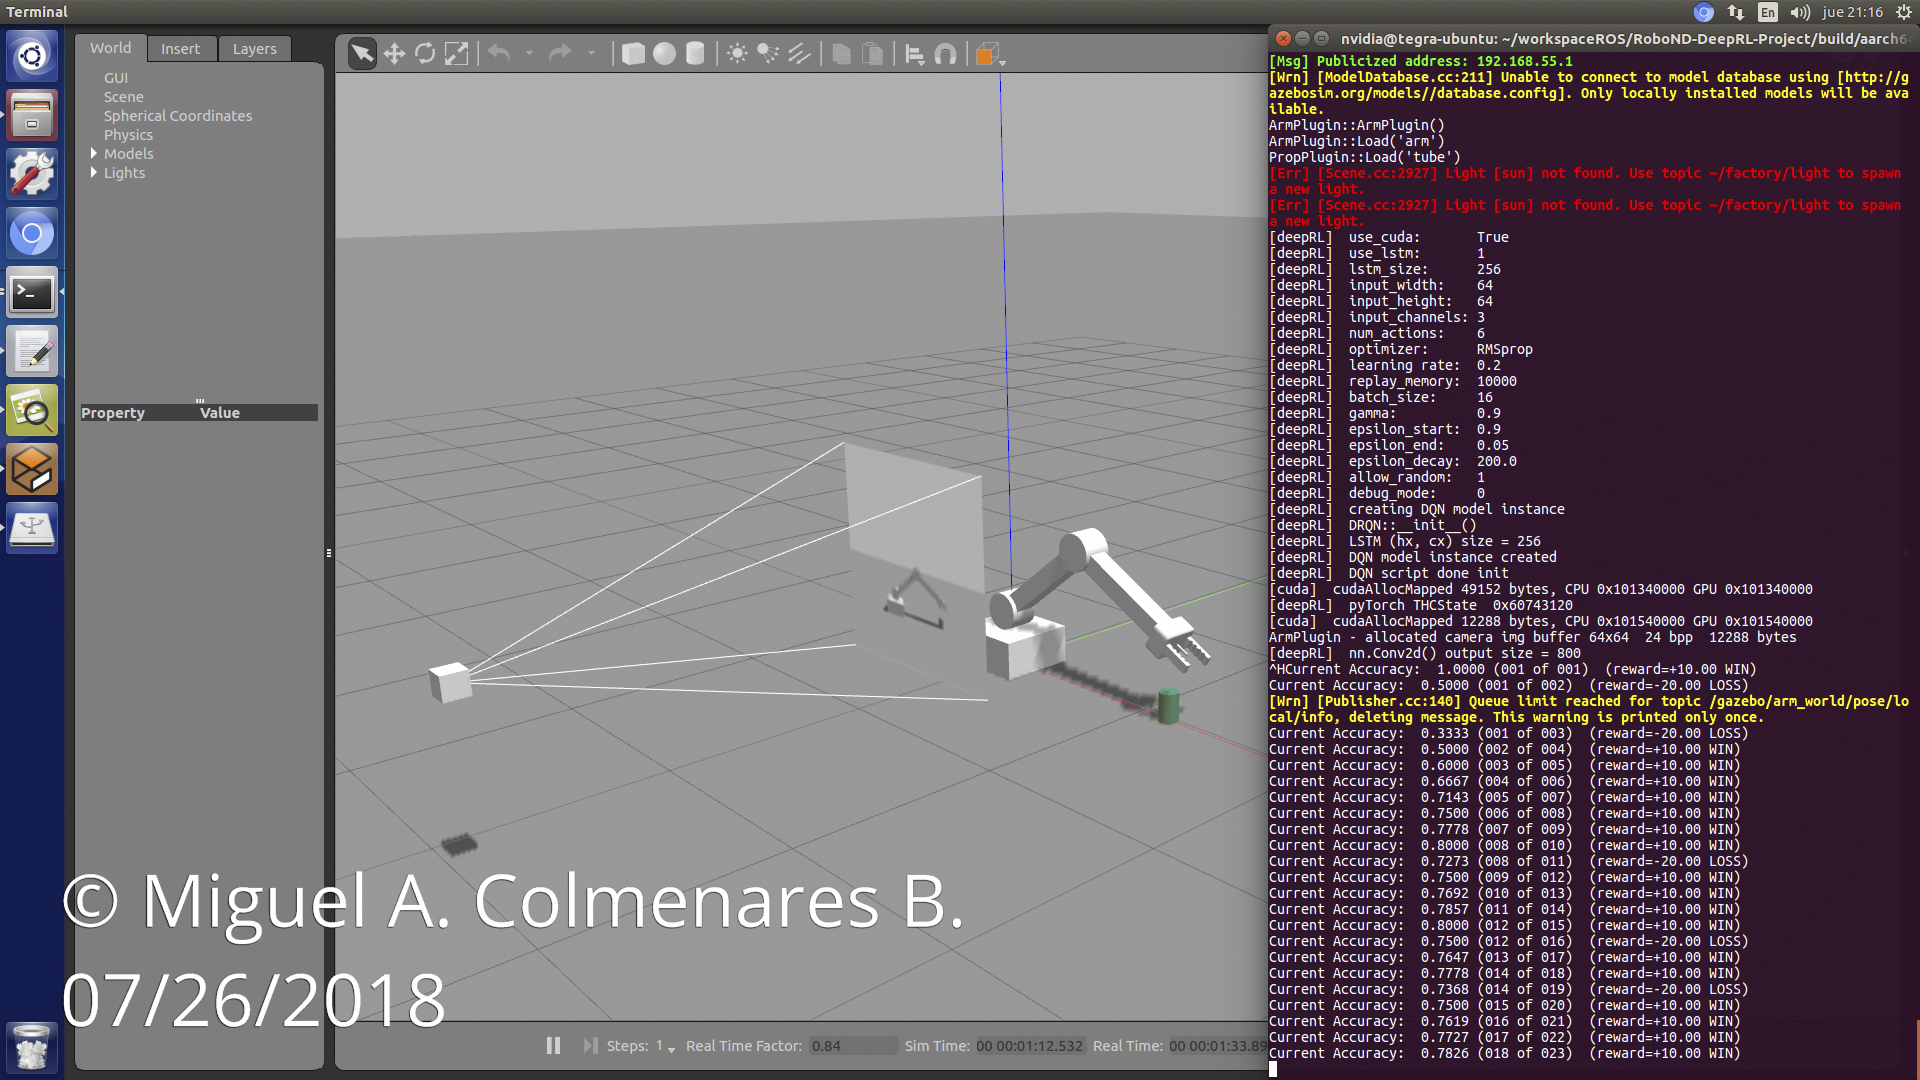 Terminal
En
jue 21:16
World
Insert
Layers
GUI
Scene
Spherical Coordinates
Physics
Models
Lights
Property Value
Steps: 1
Real Time Factor: 0.84
Sim Time: 00 00:01:12.532
Real Time: 00 00:01:33.89
© Miguel A. Colmenares B.
07/26/2018
nvidia@tegra-ubuntu: ~/workspaceROS/RoboND-DeepRL-Project/build/aarch6
[Msg] Publicized address: 192.168.55.1
[Wrn] [ModelDatabase.cc:211] Unable to connect to model database using [http://g
azebosim.org/models//database.config]. Only locally installed models will be ava
ilable.
ArmPlugin::ArmPlugin()
ArmPlugin::Load('arm')
PropPlugin::Load('tube')
[Err] [Scene.cc:2927] Light [sun] not found. Use topic ~/factory/light to spawn
a new light.
[Err] [Scene.cc:2927] Light [sun] not found. Use topic ~/factory/light to spawn
a new light.
[deepRL]  use_cuda:       True
[deepRL]  use_lstm:       1
[deepRL]  lstm_size:      256
[deepRL]  input_width:    64
[deepRL]  input_height:   64
[deepRL]  input_channels: 3
[deepRL]  num_actions:    6
[deepRL]  optimizer:      RMSprop
[deepRL]  learning rate:  0.2
[deepRL]  replay_memory:  10000
[deepRL]  batch_size:     16
[deepRL]  gamma:          0.9
[deepRL]  epsilon_start:  0.9
[deepRL]  epsilon_end:    0.05
[deepRL]  epsilon_decay:  200.0
[deepRL]  allow_random:   1
[deepRL]  debug_mode:     0
[deepRL]  creating DQN model instance
[deepRL]  DRQN::__init__()
[deepRL]  LSTM (hx, cx) size = 256
[deepRL]  DQN model instance created
[deepRL]  DQN script done init
[cuda]  cudaAllocMapped 49152 bytes, CPU 0x101340000 GPU 0x101340000
[deepRL]  pyTorch THCState  0x60743120
[cuda]  cudaAllocMapped 12288 bytes, CPU 0x101540000 GPU 0x101540000
ArmPlugin - allocated camera img buffer 64x64  24 bpp  12288 bytes
[deepRL]  nn.Conv2d() output size = 800
^HCurrent Accuracy:  1.0000 (001 of 001)  (reward=+10.00 WIN)
Current Accuracy:  0.5000 (001 of 002)  (reward=-20.00 LOSS)
[Wrn] [Publisher.cc:140] Queue limit reached for topic /gazebo/arm_world/pose/lo
cal/info, deleting message. This warning is printed only once.
Current Accuracy:  0.3333 (001 of 003)  (reward=-20.00 LOSS)
Current Accuracy:  0.5000 (002 of 004)  (reward=+10.00 WIN)
Current Accuracy:  0.6000 (003 of 005)  (reward=+10.00 WIN)
Current Accuracy:  0.6667 (004 of 006)  (reward=+10.00 WIN)
Current Accuracy:  0.7143 (005 of 007)  (reward=+10.00 WIN)
Current Accuracy:  0.7500 (006 of 008)  (reward=+10.00 WIN)
Current Accuracy:  0.7778 (007 of 009)  (reward=+10.00 WIN)
Current Accuracy:  0.8000 (008 of 010)  (reward=+10.00 WIN)
Current Accuracy:  0.7273 (008 of 011)  (reward=-20.00 LOSS)
Current Accuracy:  0.7500 (009 of 012)  (reward=+10.00 WIN)
Current Accuracy:  0.7692 (010 of 013)  (reward=+10.00 WIN)
Current Accuracy:  0.7857 (011 of 014)  (reward=+10.00 WIN)
Current Accuracy:  0.8000 (012 of 015)  (reward=+10.00 WIN)
Current Accuracy:  0.7500 (012 of 016)  (reward=-20.00 LOSS)
Current Accuracy:  0.7647 (013 of 017)  (reward=+10.00 WIN)
Current Accuracy:  0.7778 (014 of 018)  (reward=+10.00 WIN)
Current Accuracy:  0.7368 (014 of 019)  (reward=-20.00 LOSS)
Current Accuracy:  0.7500 (015 of 020)  (reward=+10.00 WIN)
Current Accuracy:  0.7619 (016 of 021)  (reward=+10.00 WIN)
Current Accuracy:  0.7727 (017 of 022)  (reward=+10.00 WIN)
Current Accuracy:  0.7826 (018 of 023)  (reward=+10.00 WIN)